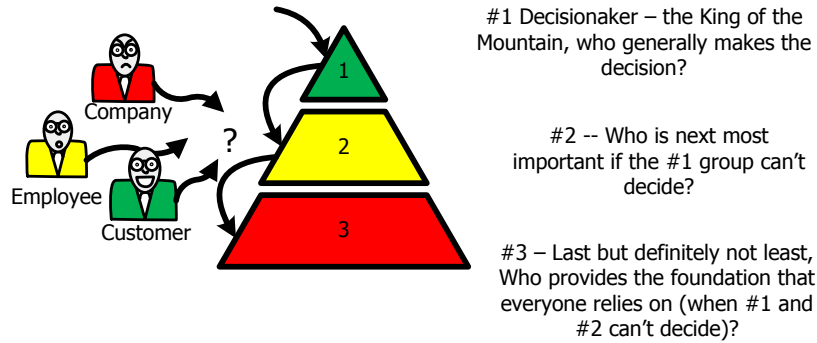 #1 Decisionaker – the King of the
Mountain, who generally makes the
decision?
1
Company
?
2
#2 -- Who is next most
important if the #1 group can’t
decide?
Employee
Customer
3
#3 – Last but definitely not least,
Who provides the foundation that
everyone relies on (when #1 and
#2 can’t decide)?